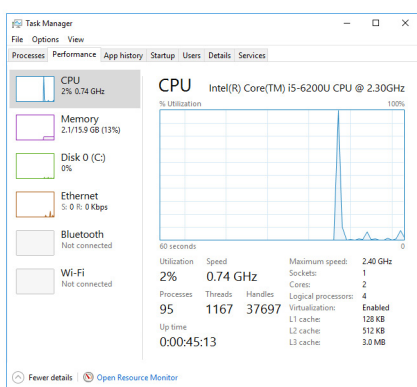 Task Manager
File Options View
Processes Performance App history Startup Users Details Services
CPU
2% 0.74 GHz
Memory
2.1/15.9 GB (13%)
Disk 0 (C:)
0%
Ethernet
S: 0 R: 0 Kbps
Bluetooth
Not connected
Wi-Fi
Not connected
CPU Intel(R) Core(TM) i5-6200U CPU @ 2.30GHz
% Utilization 100%
60 seconds 0
Utilization Speed Maximum speed: 2.40 GHz
2% 0.74 GHz Sockets: 1
Cores: 2
Processes Threads Handles Logical processors: 4
95 1167 37697 Virtualization: Enabled
L1 cache: 128 KB
Up time L2 cache: 512 KB
0:00:45:13 L3 cache: 3.0 MB
Fewer details Open Resource Monitor